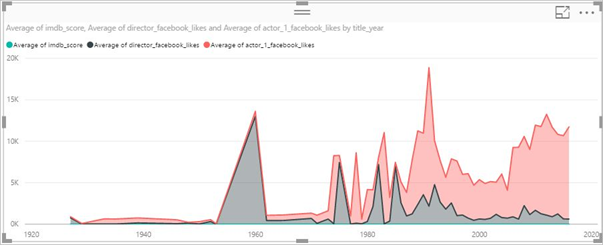 Average of imdb_score, Average of director_facebook_likes and Average of actor_1_facebook_likes by title_year
Average of imdb_score Average of director_facebook_likes Average of actor_1_facebook_likes
20K
15K
10K
5K
0K
1920 1940 1960 1980 2000 2020